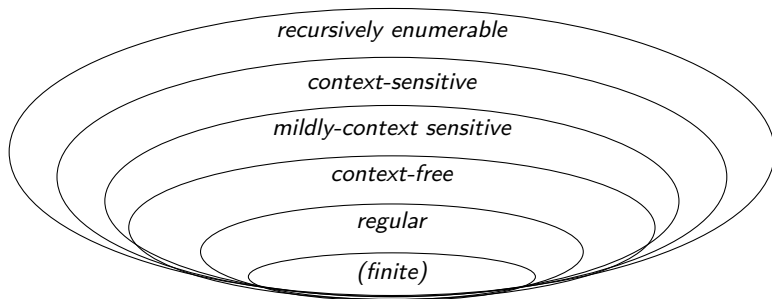 recursively enumerable
context-sensitive
mildly-context sensitive
context-free
regular
(finite)